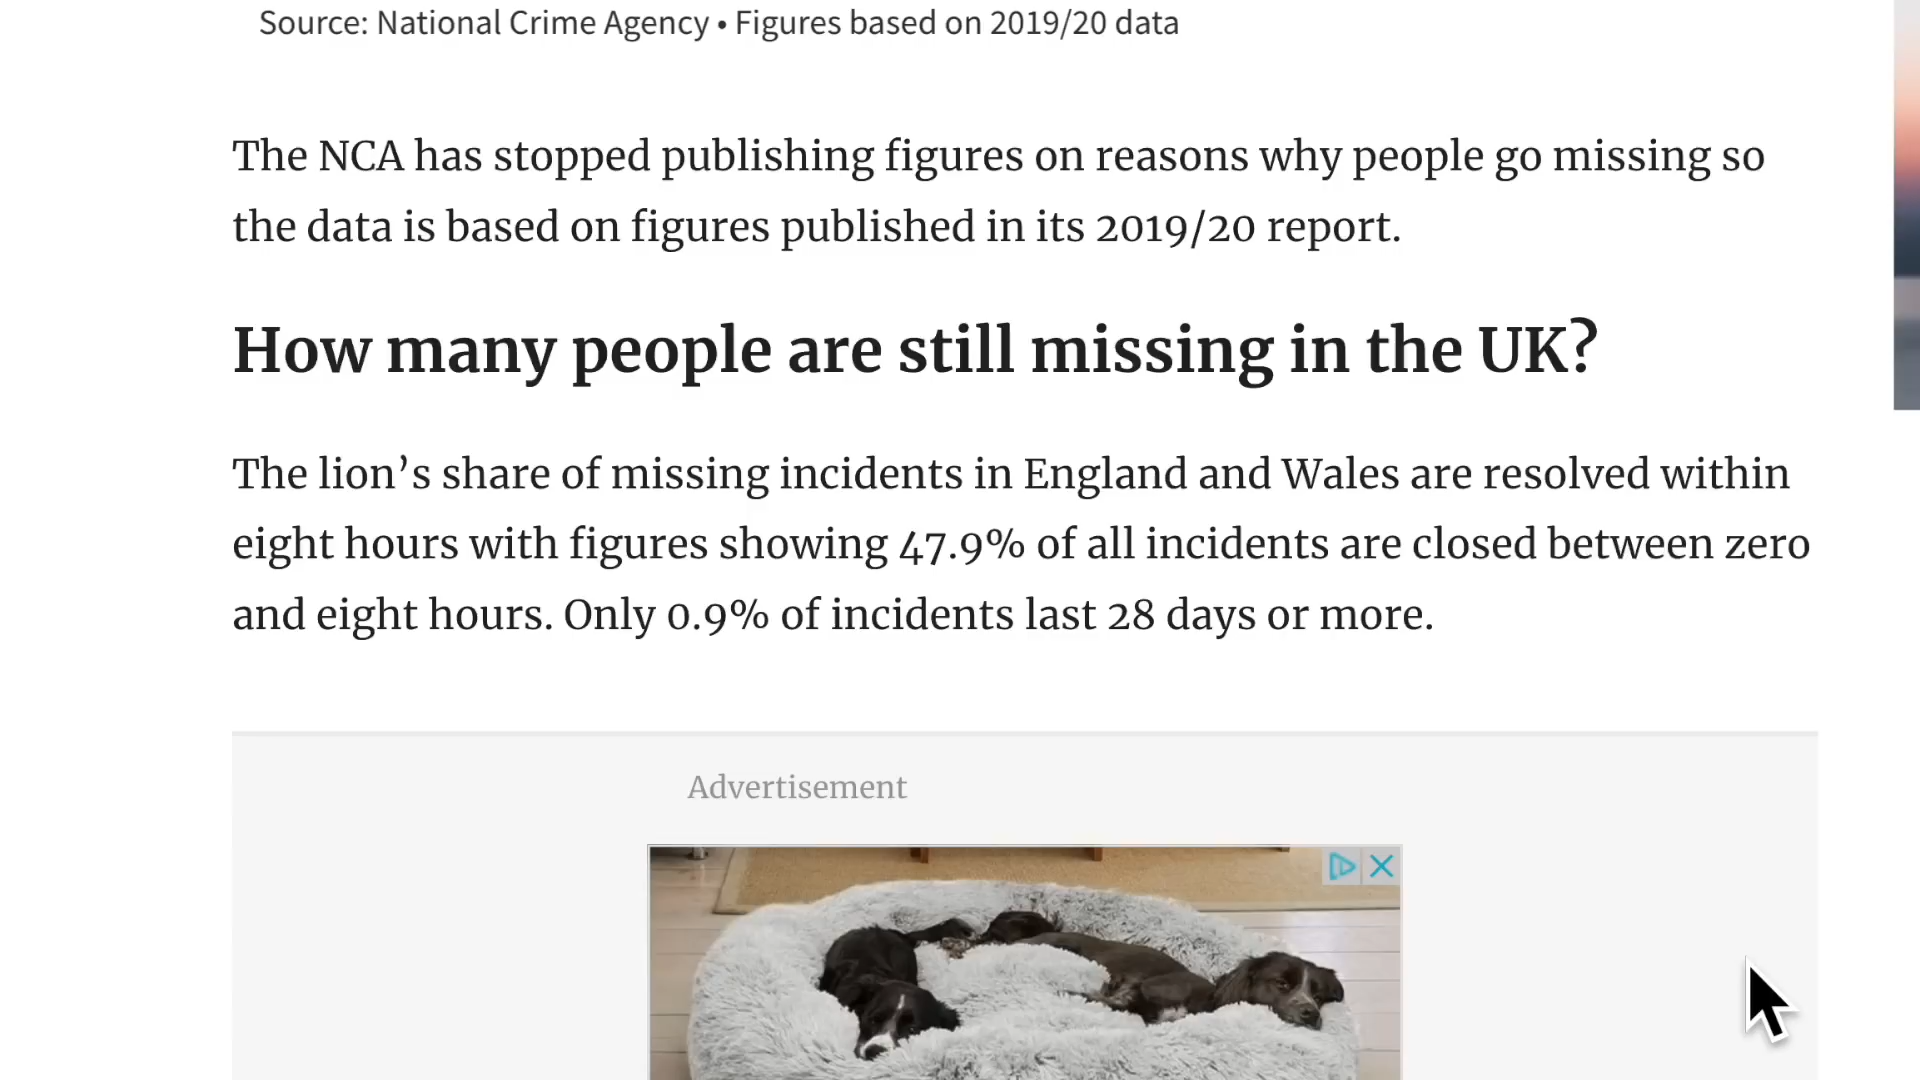 Source: National Crime Agency • Figures based on 2019/20 data
The NCA has stopped publishing figures on reasons why people go missing so
the data is based on figures published in its 2019/20 report.
How many people are still missing in the UK?
The lion’s share of missing incidents in England and Wales are resolved within
eight hours with figures showing 47.9% of all incidents are closed between zero
and eight hours. Only 0.9% of incidents last 28 days or more.
Advertisement